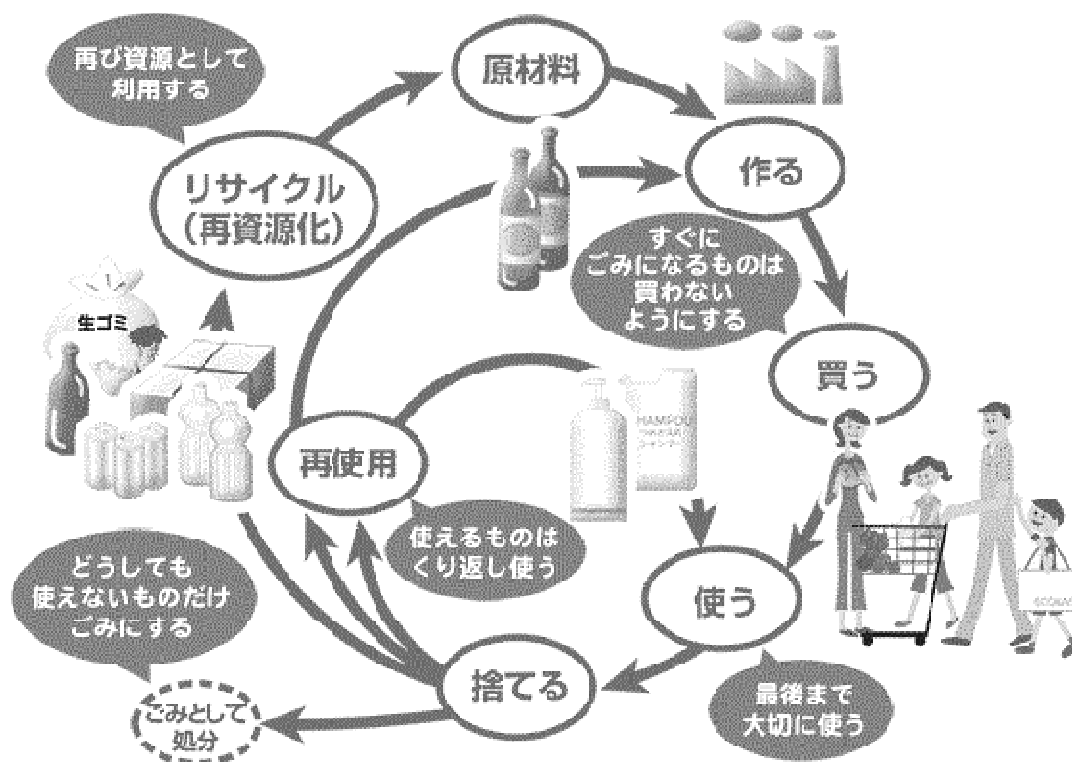 再び資源として
利用する
原材料
リサイクル
(再資源化)
作る
すぐに
ごみになるものは
買わない
ようにする
生ゴミ
買う
再使用
使えるものは
くり返し使う
どうしても
使えないものだけ
ごみにする
使う
捨てる
最後まで
大切に使う
ごみとして
処分